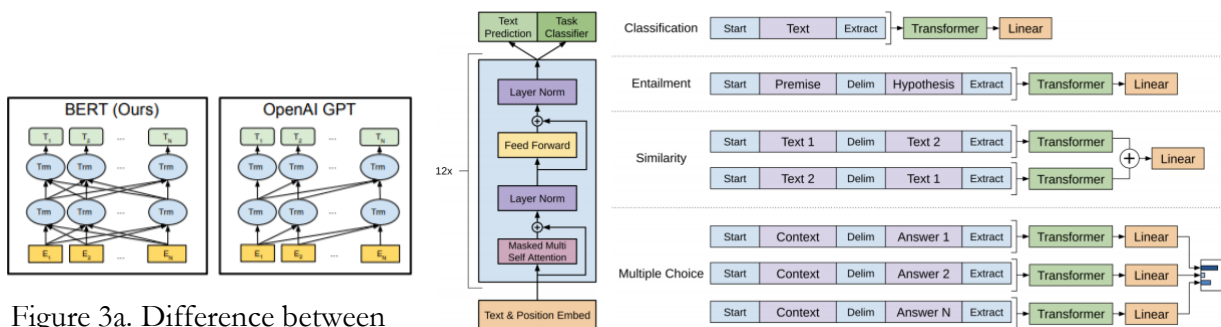 BERT (Ours)
T1 T2 ... TN
Trm Trm ... Trm
Trm Trm ... Trm
E1 E2 ... EN
OpenAI GPT
T1 T2 ... TN
Trm Trm ... Trm
Trm Trm ... Trm
E1 E2 ... EN
Figure 3a. Difference between
Text Prediction
Task Classifier
Layer Norm
+
Feed Forward
12x
Layer Norm
+
Masked Multi
Self Attention
Text & Position Embed
Classification Start Text Extract Transformer Linear
Entailment Start Premise Delim Hypothesis Extract Transformer Linear
Similarity
Start Text 1 Delim Text 2 Extract Transformer
+ Linear
Start Text 2 Delim Text 1 Extract Transformer
Multiple Choice
Start Context Delim Answer 1 Extract Transformer Linear
Start Context Delim Answer 2 Extract Transformer Linear
Start Context Delim Answer N Extract Transformer Linear